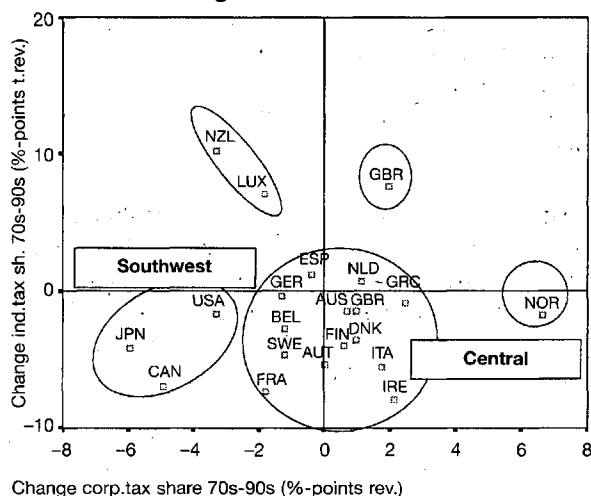 20
10
0
−10
Change ind.tax sh. 70s-90s (%-points t.rev.)
NZL
LUX
GBR
Southwest
ESP
NLD
GER
GRC
USA
AUS GBR
NOR
BEL
JPN
FIN DNK
SWE
AUT
ITA
Central
CAN
FRA
IRE
−8 −6 −4 −2 0 2 4 6 8
Change corp.tax share 70s-90s (%-points rev.)